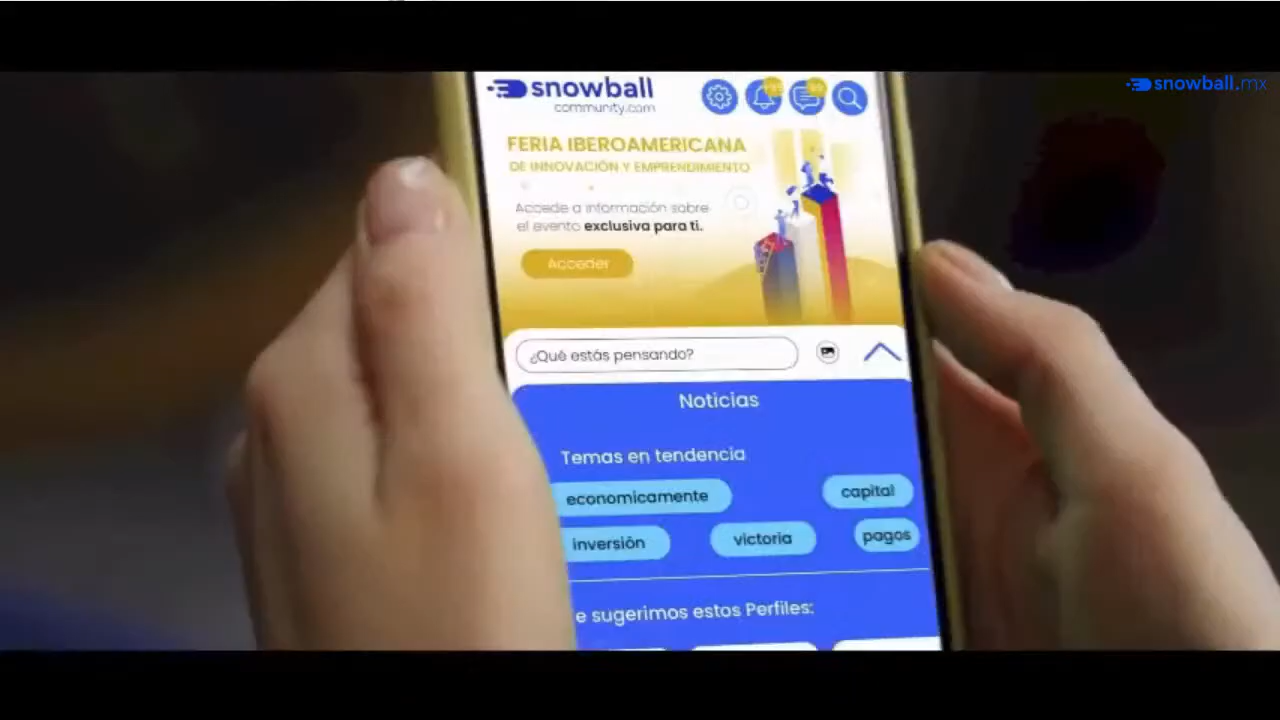 snowball
community.com
snowball.mx
FERIA IBEROAMERICANA
DE INNOVACIÓN Y EMPRENDIMIENTO
Accede a información sobre
el evento exclusiva para ti.
Acceder
¿Qué estás pensando?
Noticias
Temas en tendencia
economicamente capital
inversión victoria pagos
e sugerimos estos Perfiles: